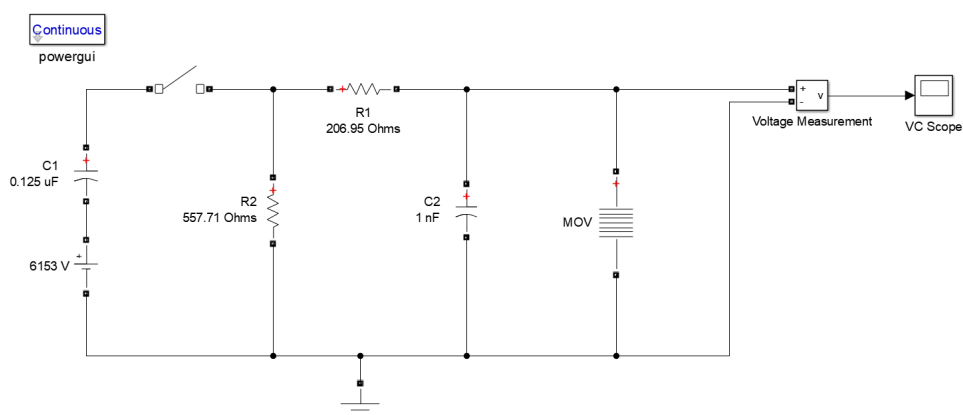 Continuous
powergui
R1
206.95 Ohms
+
-
v
Voltage Measurement
VC Scope
C1
0.125 uF
R2
557.71 Ohms
C2
1 nF
MOV
+
6153 V